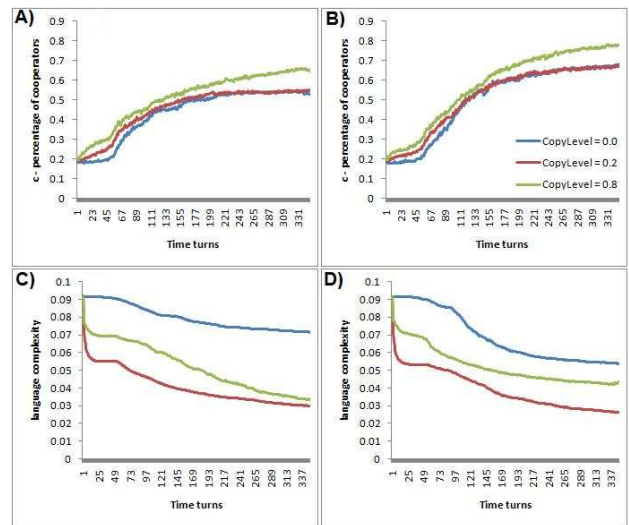 A)
c - percentage of cooperators
0.8
0.7
0.6
0.5
0.4
0.3
0.2
0.1
0
1 23 45 67 89 111 133 155 177 199 221 243 265 287 309 331
Time turns
B)
c - percentage of cooperators
0.8
0.7
0.6
0.5
0.4
0.3
0.2
0.1
0
CopyLevel = 0.0
CopyLevel = 0.2
CopyLevel = 0.8
1 23 45 67 89 111 133 155 177 199 221 243 265 287 309 331
Time turns
C)
language complexity
0.1
0.09
0.08
0.07
0.06
0.05
0.04
0.03
0.02
0.01
0
1 25 49 73 97 121 145 169 193 217 241 265 289 313 337
Time turns
D)
language complexity
0.1
0.09
0.08
0.07
0.06
0.05
0.04
0.03
0.02
0.01
0
1 25 49 73 97 121 145 169 193 217 241 265 289 313 337
Time turns